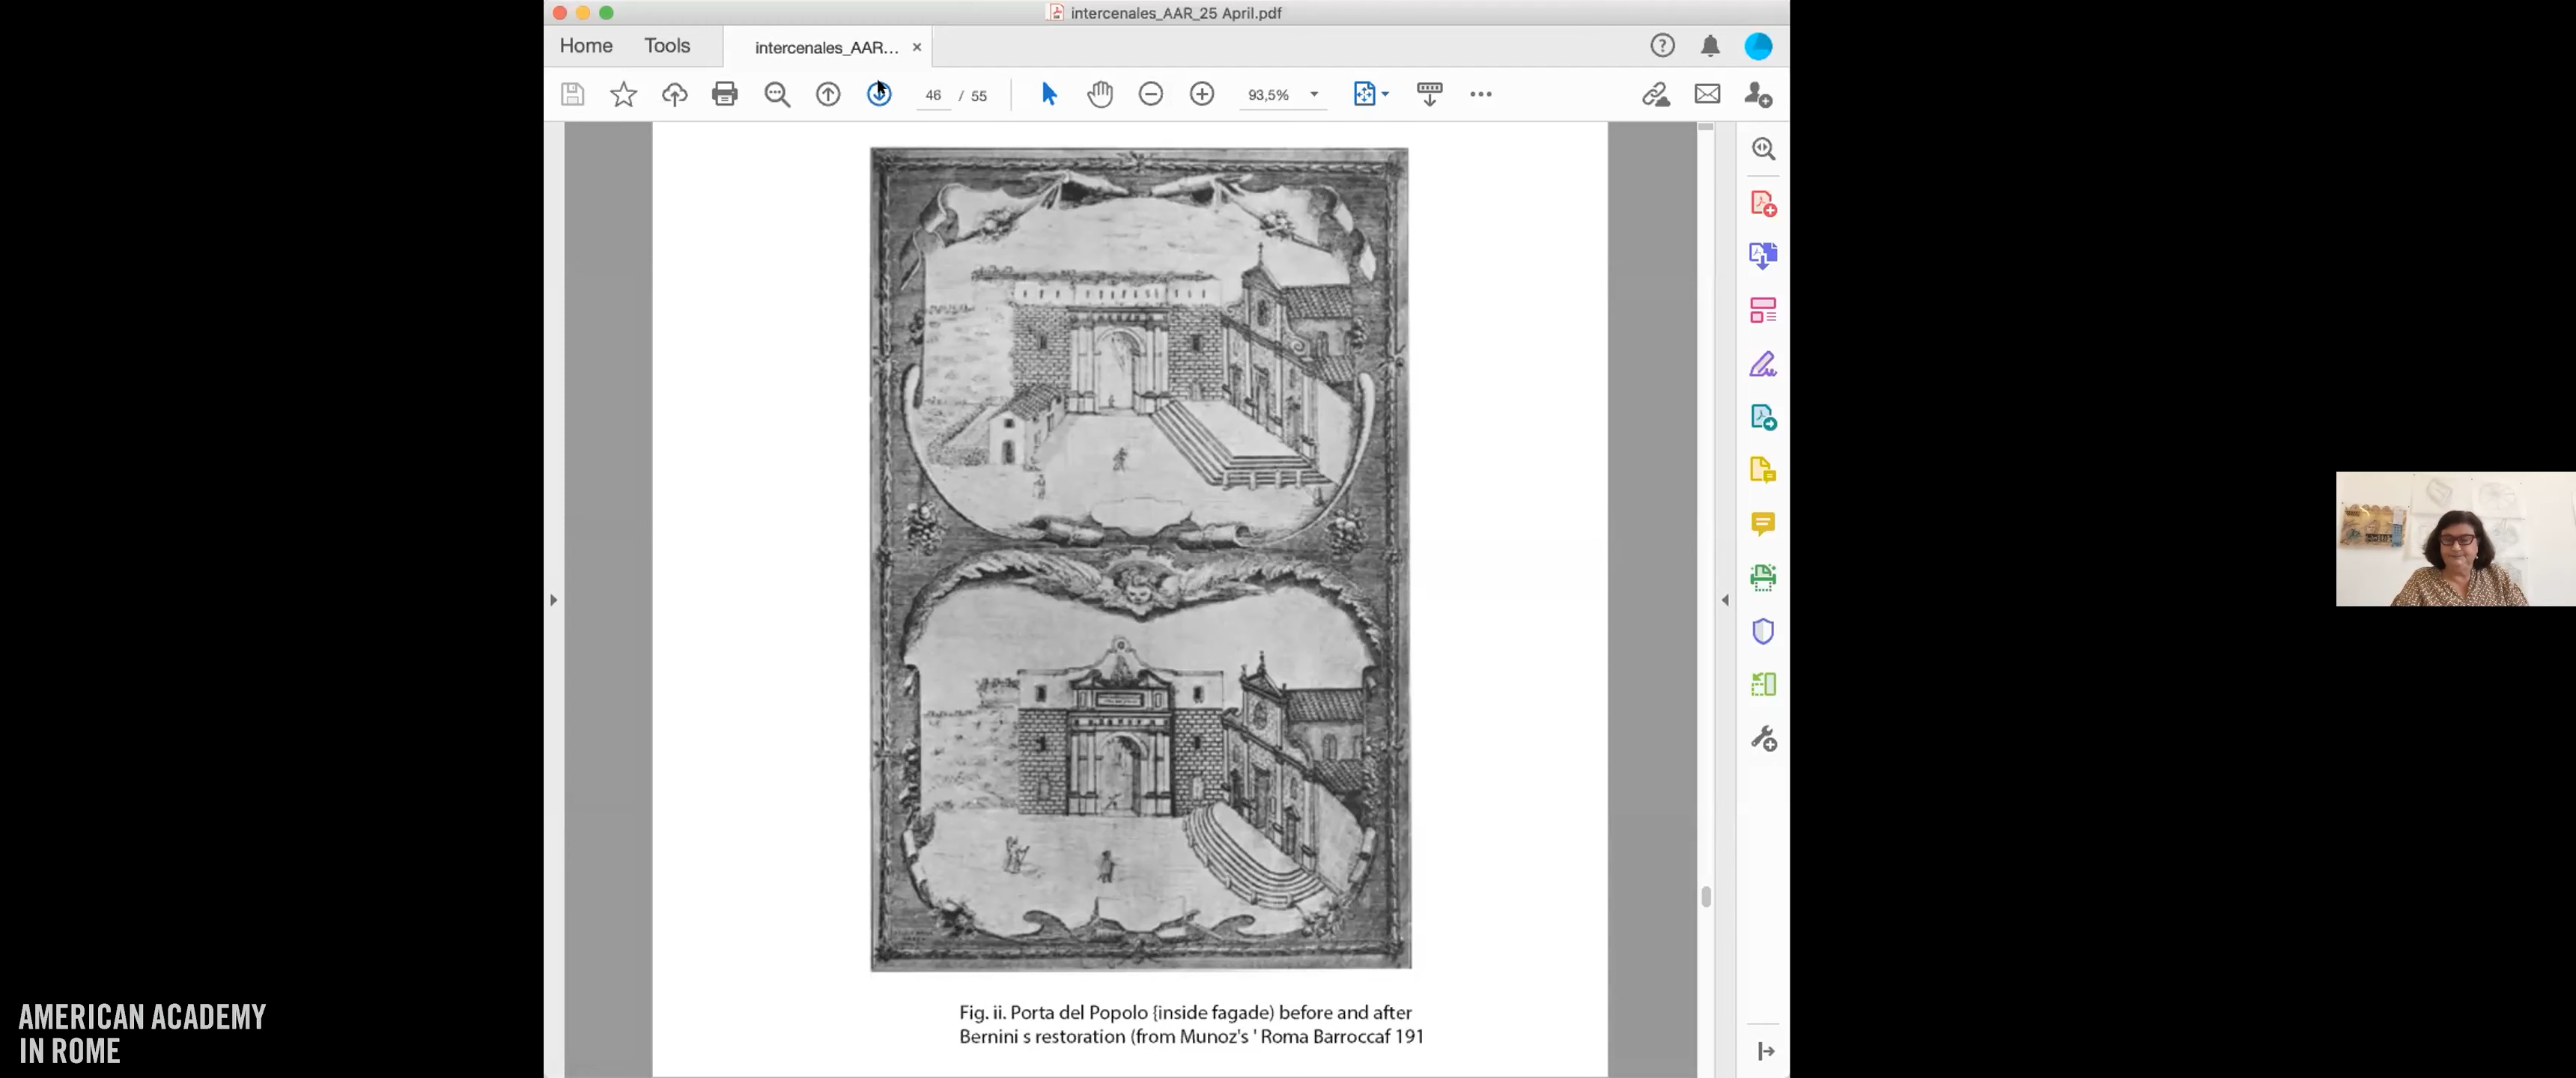 intercenales_AAR_25 April.pdf
Home Tools intercenales_AAR... ×
46 / 55 93,5%
Fig. ii. Porta del Popolo {inside fagade) before and after
Bernini s restoration (from Munoz's ' Roma Barroccaf 191
AMERICAN ACADEMY
IN ROME